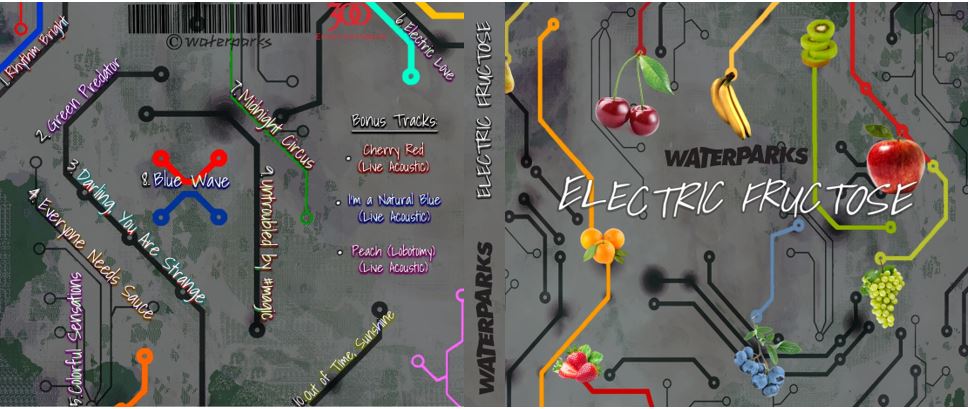 1. Rhythm Bright
2. Green Predator
3. Darling, You Are Strange
4. Everyone Needs Sauce
5. Colorful Sensations
6. Electric Love
7. Midnight Circus
8. Blue Wave
9. Untroubled by #magic
10. Out of Time, Sunshine
© waterparks
300
Bonus Tracks:
• Cherry Red
(Live Acoustic)
• I'm a Natural Blue
(Live Acoustic)
• Peach (Lobotomy)
(Live Acoustic)
ELECTRIC FRUCTOSE
WATERPARKS
WATERPARKS
ELECTRIC FRUCTOSE